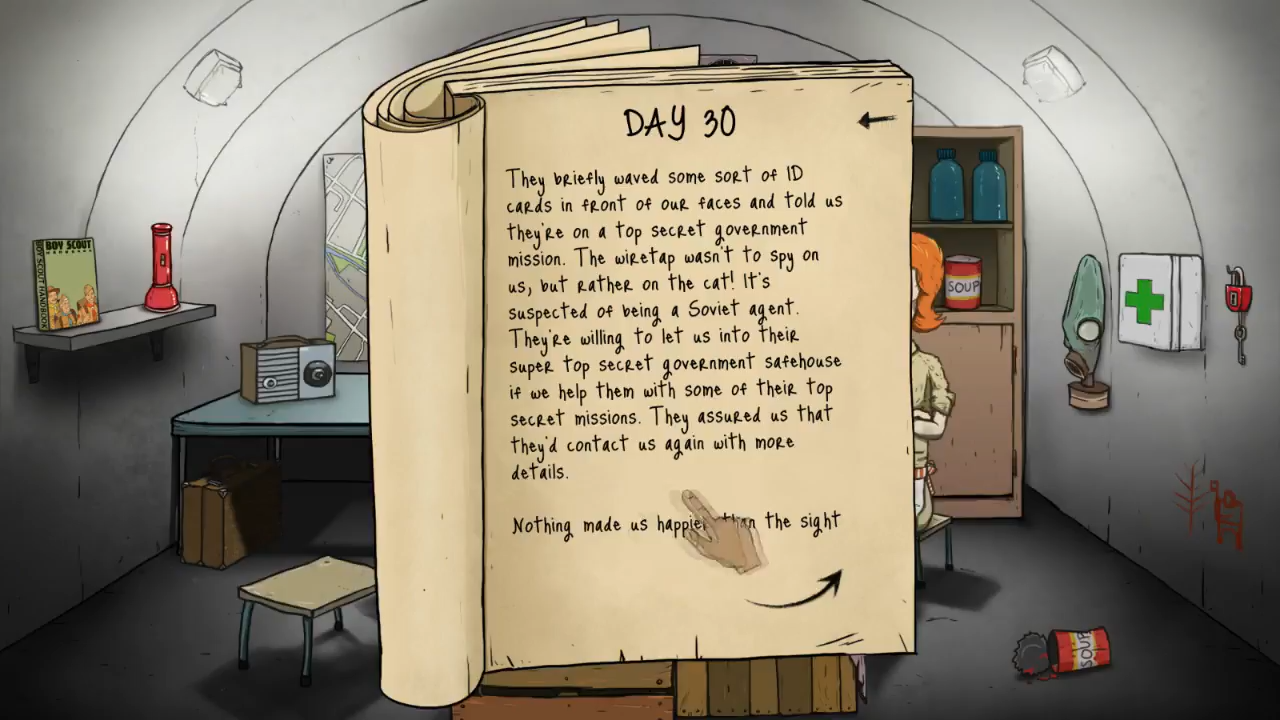 DAY 30
They briefly waved some sort of ID
cards in front of our faces and told us
they're on a top secret government
mission. The wiretap wasn't to spy on
us, but rather on the cat! It's
suspected of being a Soviet agent.
They're willing to let us into their
super top secret government safehouse
if we help them with some of their top
secret missions. They assured us that
they'd contact us again with more
details.
Nothing made us happier than the sight
BOY SCOUT
BOY SCOUT HANDBOOK
SOUP
SOUP